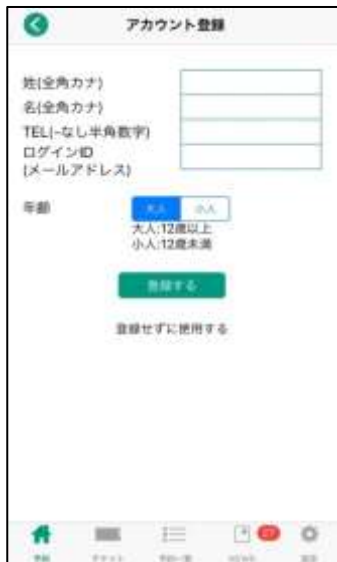 アカウント登録
姓(全角カナ)
名(全角カナ)
TEL(-なし半角数字)
ログインID
(メールアドレス)
年齢
大人 小人
大人:12歳以上
小人:12歳未満
登録する
登録せずに使用する